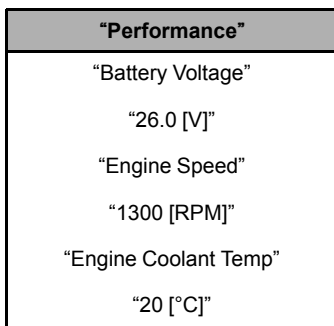 “Performance”
“Battery Voltage”
“26.0 [V]”
“Engine Speed”
“1300 [RPM]”
“Engine Coolant Temp”
“20 [°C]”